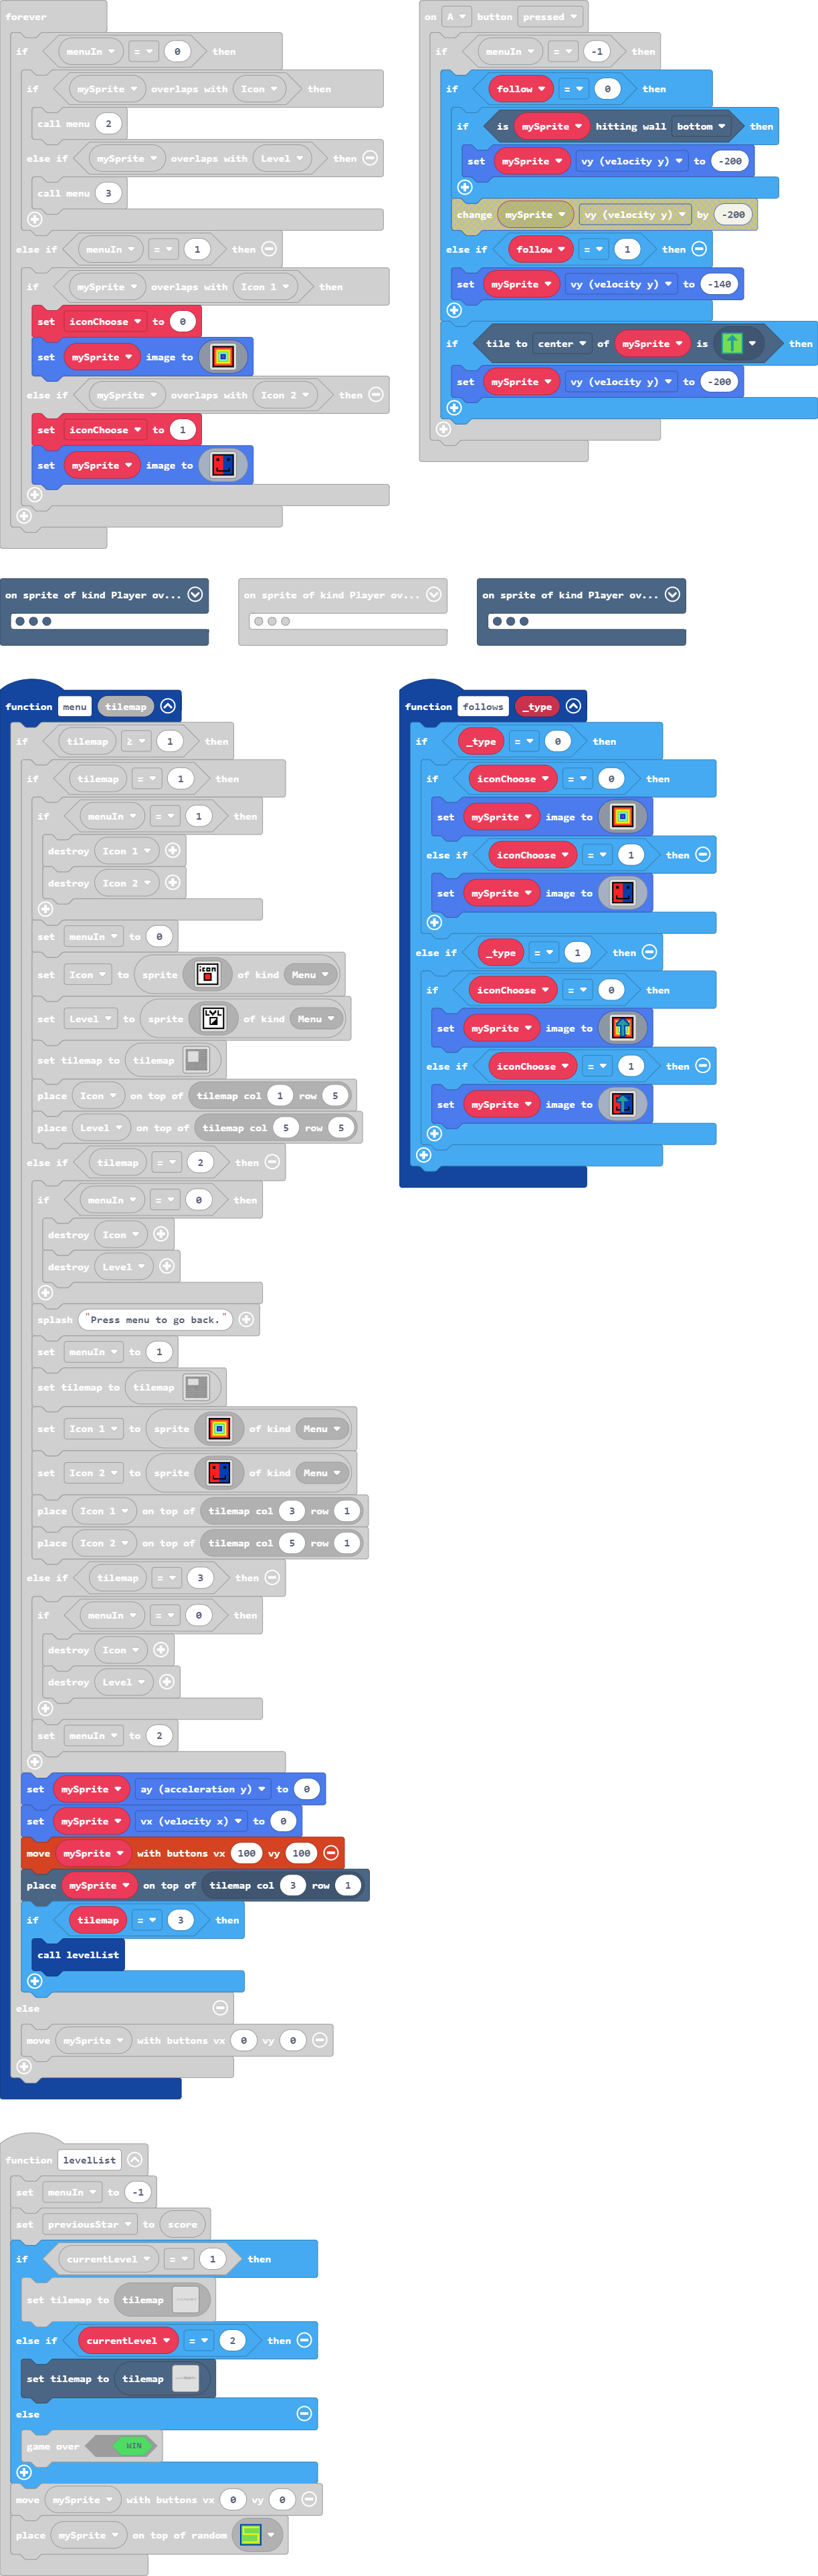 forever
if menuIn = 0 then
if mySprite overlaps with Icon then
call menu 2
else if mySprite overlaps with Level then
call menu 3
else if menuIn = 1 then
if mySprite overlaps with Icon 1 then
set iconChoose to 0
set mySprite image to
else if mySprite overlaps with Icon 2 then
set iconChoose to 1
set mySprite image to
on A button pressed
if menuIn = -1 then
if follow = 0 then
if is mySprite hitting wall bottom then
set mySprite vy (velocity y) to -200
change mySprite vy (velocity y) by -200
else if follow = 1 then
set mySprite vy (velocity y) to -140
if tile to center of mySprite is then
set mySprite vy (velocity y) to -200
on sprite of kind Player ov...
on sprite of kind Player ov...
on sprite of kind Player ov...
function menu tilemap
if tilemap ≥ 1 then
if tilemap = 1 then
if menuIn = 1 then
destroy Icon 1
destroy Icon 2
set menuIn to 0
set Icon to sprite icon of kind Menu
set Level to sprite LVL of kind Menu
set tilemap to tilemap
place Icon on top of tilemap col 1 row 5
place Level on top of tilemap col 5 row 5
else if tilemap = 2 then
if menuIn = 0 then
destroy Icon
destroy Level
splash "Press menu to go back."
set menuIn to 1
set tilemap to tilemap
set Icon 1 to sprite of kind Menu
set Icon 2 to sprite of kind Menu
place Icon 1 on top of tilemap col 3 row 1
place Icon 2 on top of tilemap col 5 row 1
else if tilemap = 3 then
if menuIn = 0 then
destroy Icon
destroy Level
set menuIn to 2
set mySprite ay (acceleration y) to 0
set mySprite vx (velocity x) to 0
move mySprite with buttons vx 100 vy 100
place mySprite on top of tilemap col 3 row 1
if tilemap = 3 then
call levelList
else
move mySprite with buttons vx 0 vy 0
function follows _type
if _type = 0 then
if iconChoose = 0 then
set mySprite image to
else if iconChoose = 1 then
set mySprite image to
else if _type = 1 then
if iconChoose = 0 then
set mySprite image to
else if iconChoose = 1 then
set mySprite image to
function levelList
set menuIn to -1
set previousStar to score
if currentLevel = 1 then
set tilemap to tilemap
else if currentLevel = 2 then
set tilemap to tilemap
else
game over WIN
move mySprite with buttons vx 0 vy 0
place mySprite on top of random